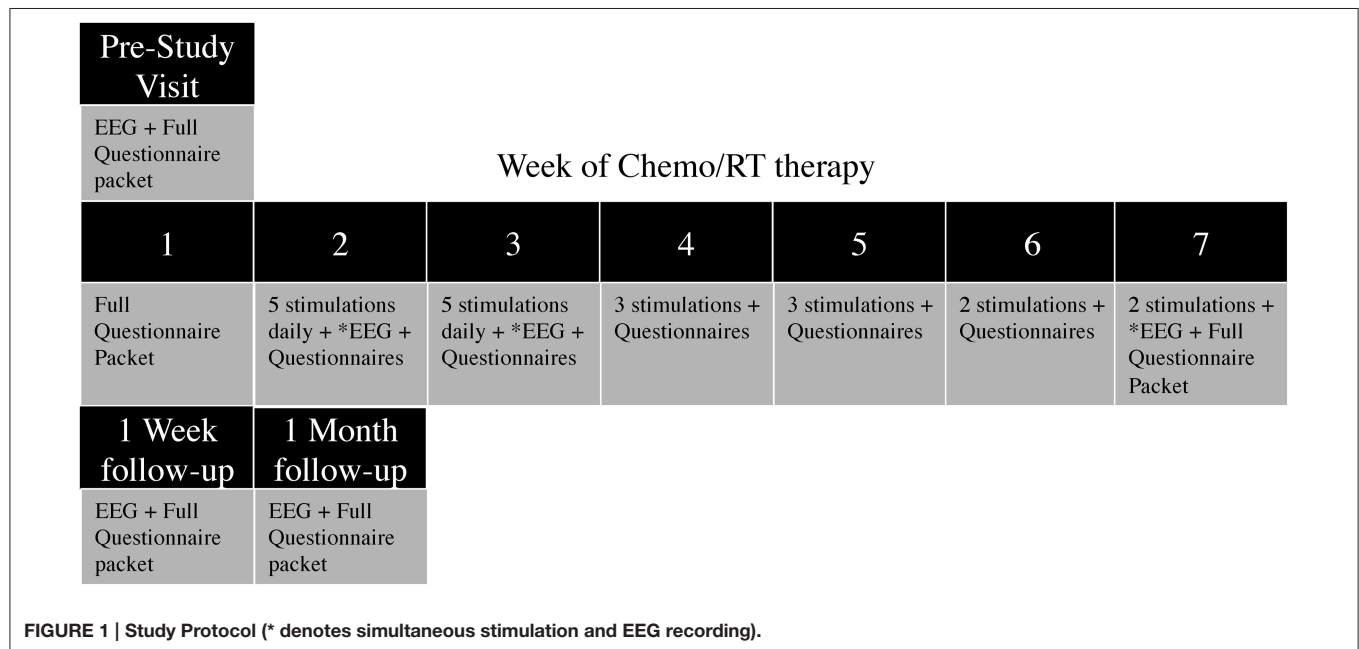 Pre-Study
Visit
EEG + Full
Questionnaire
packet
Week of Chemo/RT therapy
1
2
3
4
5
6
7
Full
Questionnaire
Packet
5 stimulations
daily + *EEG +
Questionnaires
5 stimulations
daily + *EEG +
Questionnaires
3 stimulations +
Questionnaires
3 stimulations +
Questionnaires
2 stimulations +
Questionnaires
2 stimulations +
*EEG + Full
Questionnaire
Packet
1 Week
follow-up
1 Month
follow-up
EEG + Full
Questionnaire
packet
EEG + Full
Questionnaire
packet
FIGURE 1 | Study Protocol (* denotes simultaneous stimulation and EEG recording).